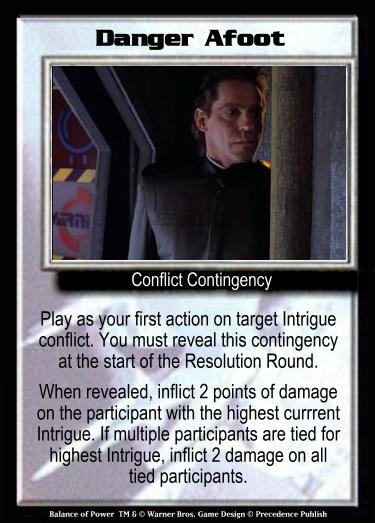 Danger Afoot
Conflict Contingency
Play as your first action on target Intrigue
conflict. You must reveal this contingency
at the start of the Resolution Round.
When revealed, inflict 2 points of damage
on the participant with the highest currrent
Intrigue. If multiple participants are tied for
highest Intrigue, inflict 2 damage on all
tied participants.
Balance of Power TM & © Warner Bros. Game Design © Precedence Publish